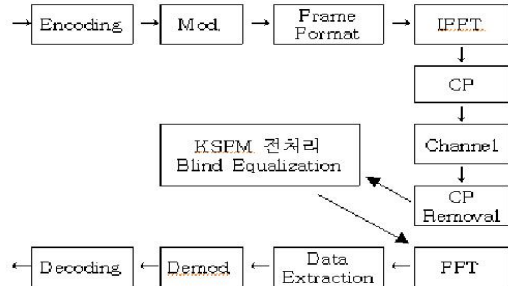 Encoding
Mod.
Frame
Format
IFFT
CP
KSFM 전처리
Blind Equalization
Channel
CP
Removal
Decoding
Demod
Data
Extraction
FFT